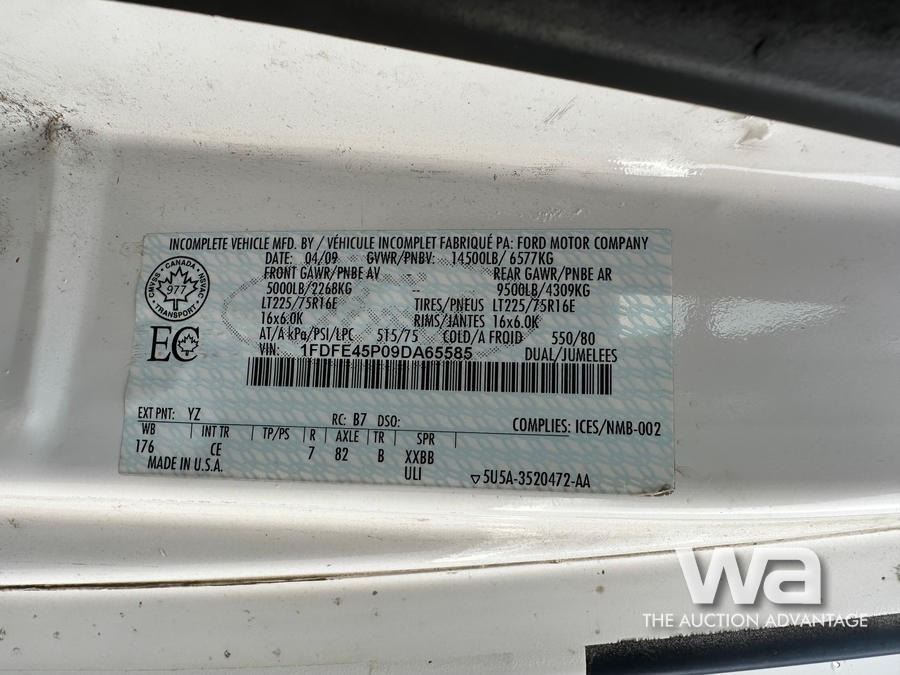 INCOMPLETE VEHICLE MFD. BY / VÉHICULE INCOMPLET FABRIQUÉ PA: FORD MOTOR COMPANY
DATE: 04/09 GVWR/PNBV: 14500LB/ 6577KG
FRONT GAWR/PNBE AV REAR GAWR/PNBE AR
5000LB/2268KG – 9500LB/4309KG
LT225/75R16E TIRES/PNEUS LT225/75R16E
16x6.0K RIMS/JANTES 16x6.0K
AT/A kPa/PSI/LPC 515/75 COLD/A FROID 550/80
VIN: 1FDFE45P09DA65585 DUAL/JUMELEES
CMVSS CANADA NSVAC
977
TRANSPORT
EC
EXT PNT: YZ RC: B7 DSO: COMPLIES: ICES/NMB-002
WB INT TR TP/PS R AXLE TR SPR
176 CE 7 82 B XXBB
MADE IN U.S.A. ULI ▽5U5A-3520472-AA
wa
THE AUCTION ADVANTAGE